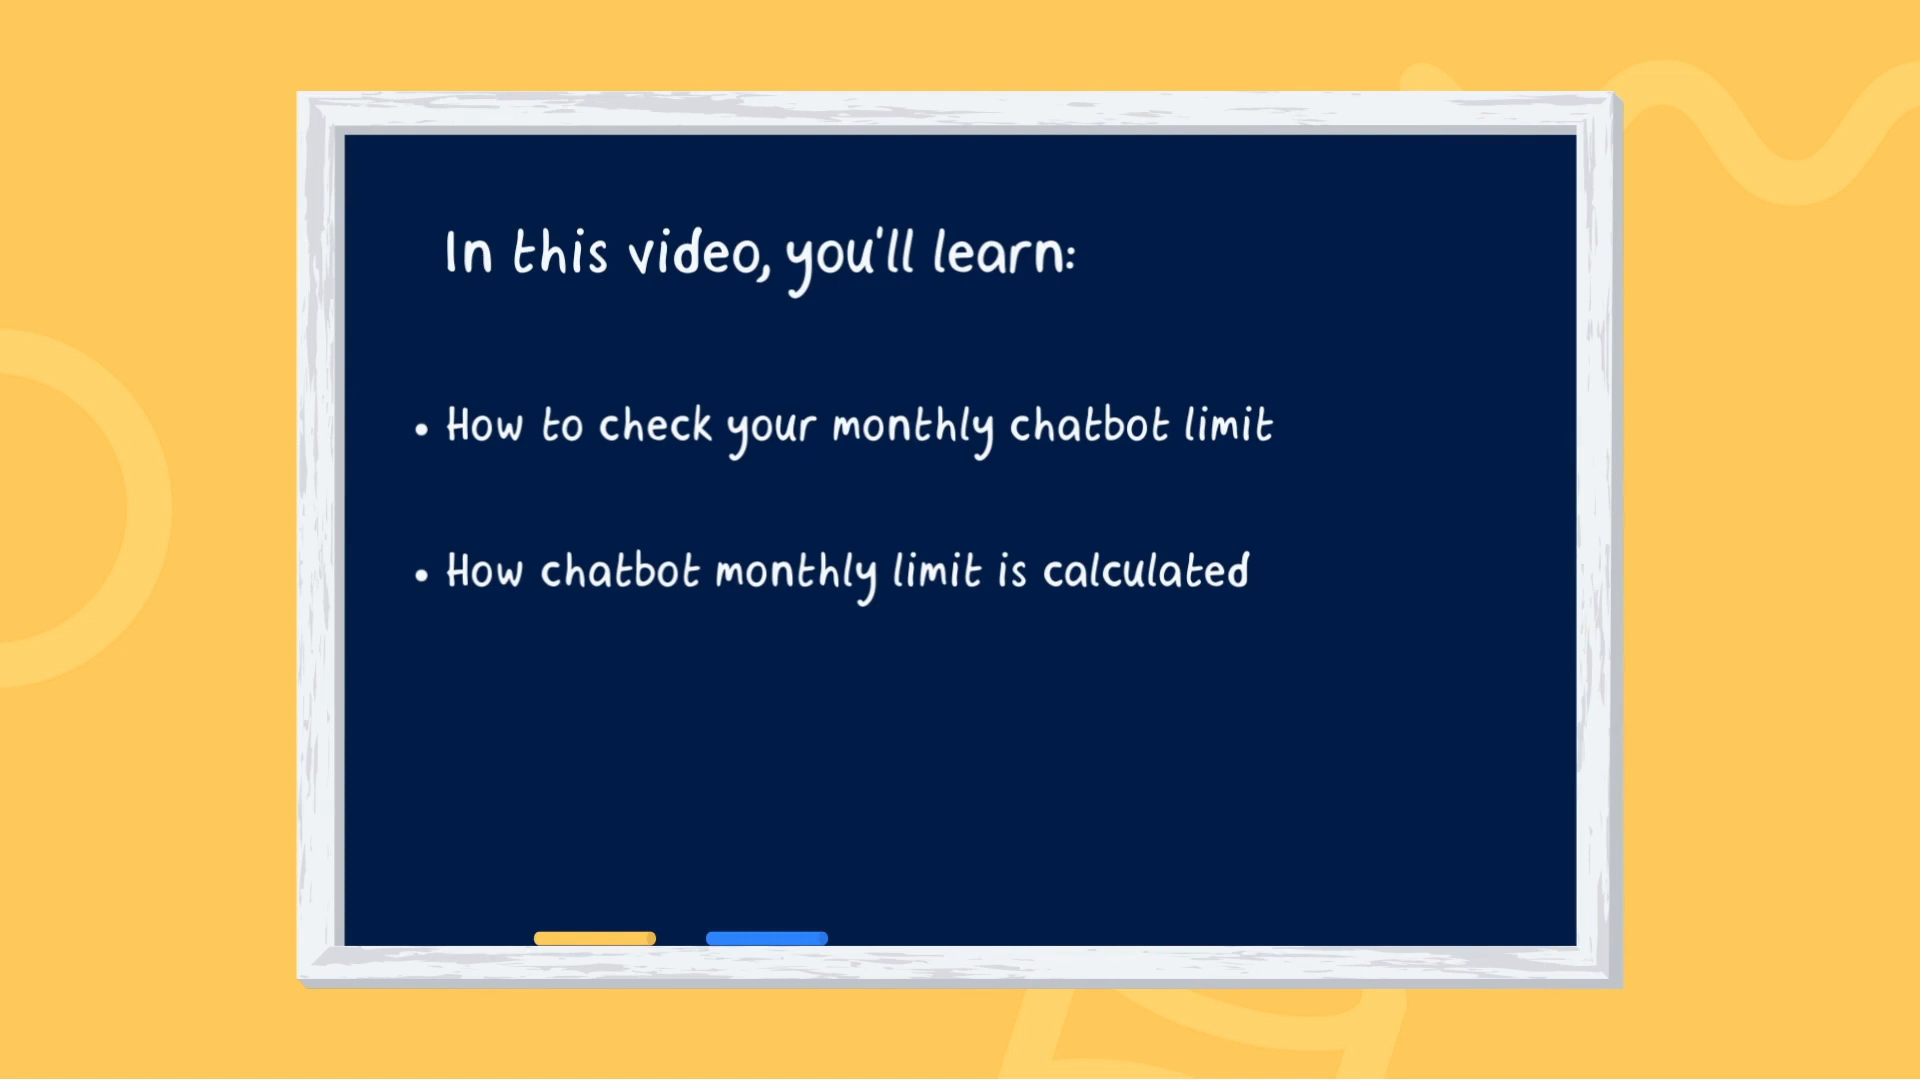 In this video, you'll learn:
• How to check your monthly chatbot limit
• How chatbot monthly limit is calculated